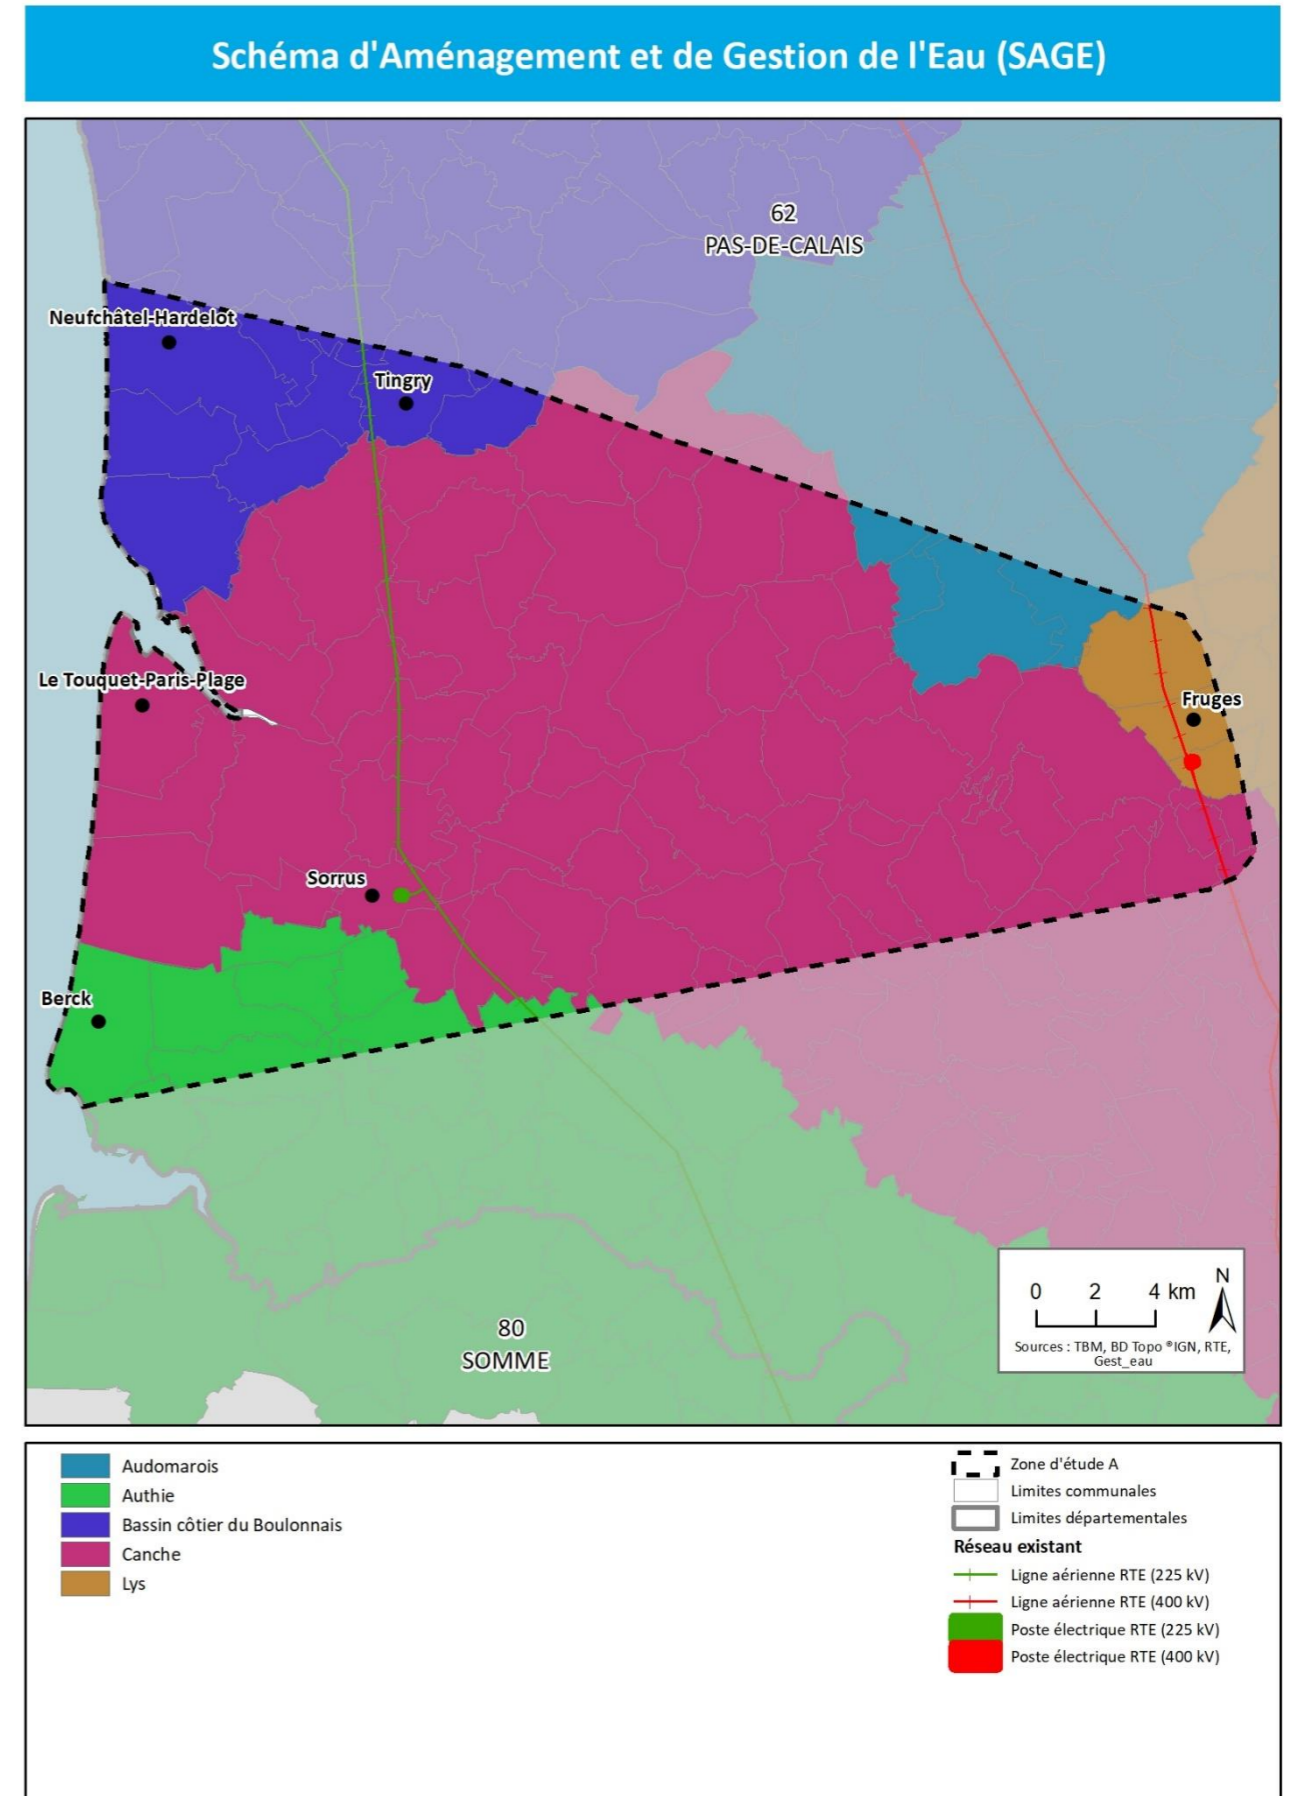 Schéma d'Aménagement et de Gestion de l'Eau (SAGE)
62
PAS-DE-CALAIS
Neufchâtel-Hardelot
Tingry
Le Touquet-Paris-Plage
Fruges
Sorrus
Berck
80
SOMME
0 2 4 km N
Sources : TBM, BD Topo ®IGN, RTE,
Gest_eau
Audomarois
Authie
Bassin côtier du Boulonnais
Canche
Lys
Zone d'étude A
Limites communales
Limites départementales
Réseau existant
Ligne aérienne RTE (225 kV)
Ligne aérienne RTE (400 kV)
Poste électrique RTE (225 kV)
Poste électrique RTE (400 kV)